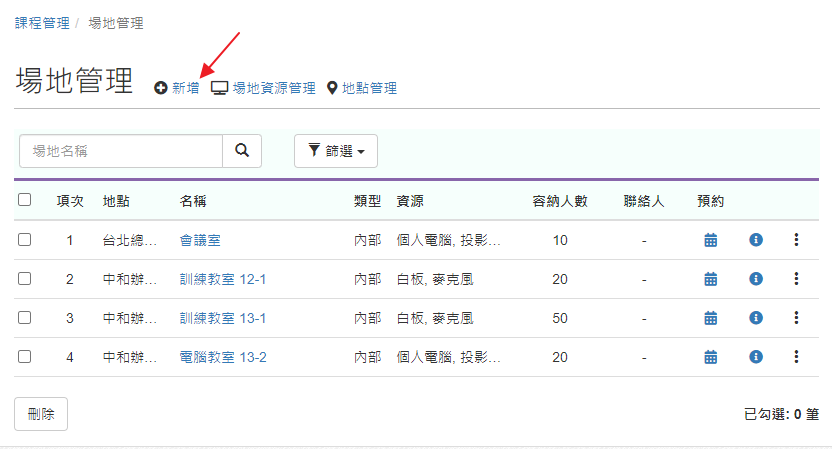 課程管理 / 場地管理
場地管理 新增 場地資源管理 地點管理
場地名稱 篩選
項次 地點 名稱 類型 資源 容納人數 聯絡人 預約
1 台北總... 會議室 內部 個人電腦, 投影... 10 -
2 中和辦... 訓練教室 12-1 內部 白板, 麥克風 20 -
3 中和辦... 訓練教室 13-1 內部 白板, 麥克風 50 -
4 中和辦... 電腦教室 13-2 內部 個人電腦, 投影... 20 -
刪除 已勾選: 0 筆